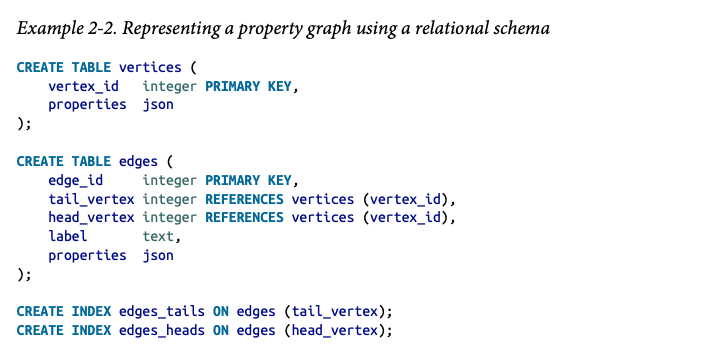 Example 2-2. Representing a property graph using a relational schema
CREATE TABLE vertices (
    vertex_id   integer PRIMARY KEY,
    properties  json
);
CREATE TABLE edges (
    edge_id     integer PRIMARY KEY,
    tail_vertex integer REFERENCES vertices (vertex_id),
    head_vertex integer REFERENCES vertices (vertex_id),
    label       text,
    properties  json
);
CREATE INDEX edges_tails ON edges (tail_vertex);
CREATE INDEX edges_heads ON edges (head_vertex);